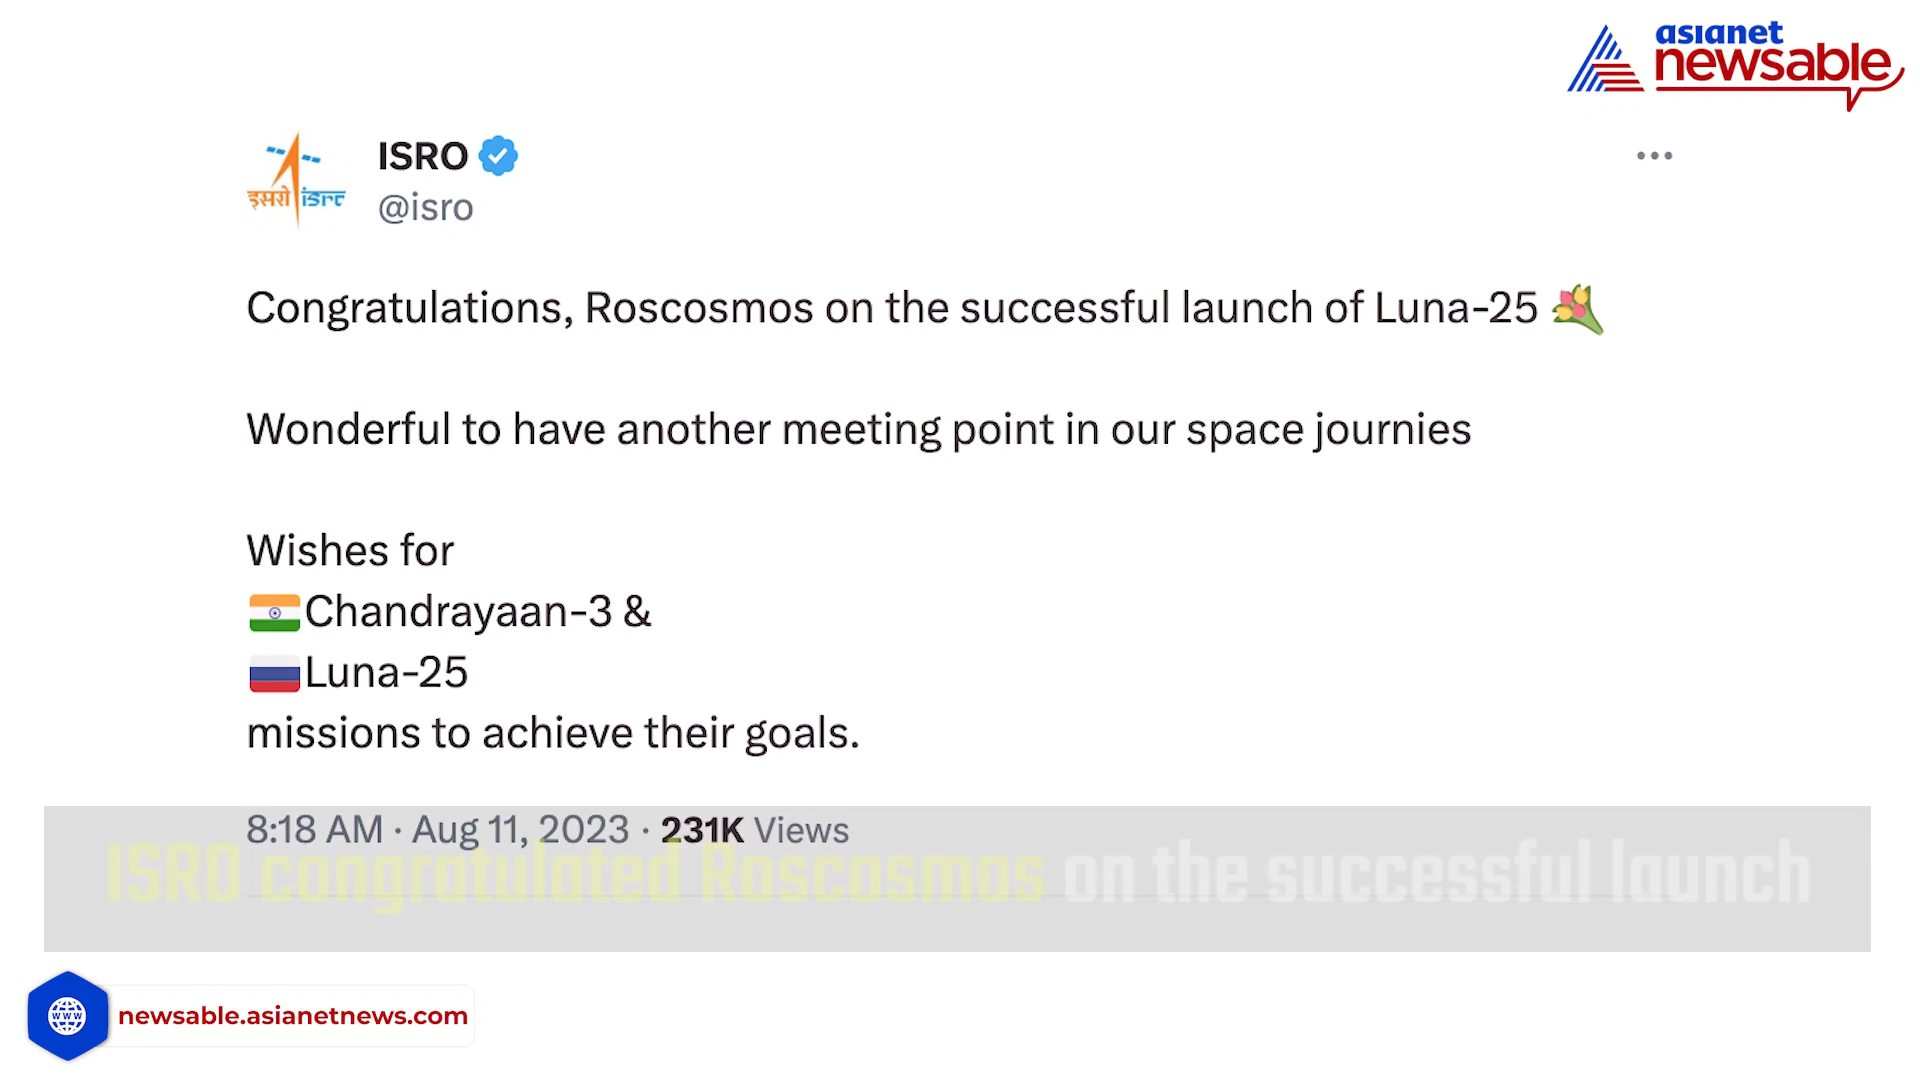 asianet
newsable
इसरो isro
ISRO
@isro
Congratulations, Roscosmos on the successful launch of Luna-25
Wonderful to have another meeting point in our space journies
Wishes for
Chandrayaan-3 &
Luna-25
missions to achieve their goals.
8:18 AM · Aug 11, 2023 · 231K Views
ISRO congratulated Roscosmos on the successful launch
www
newsable.asianetnews.com